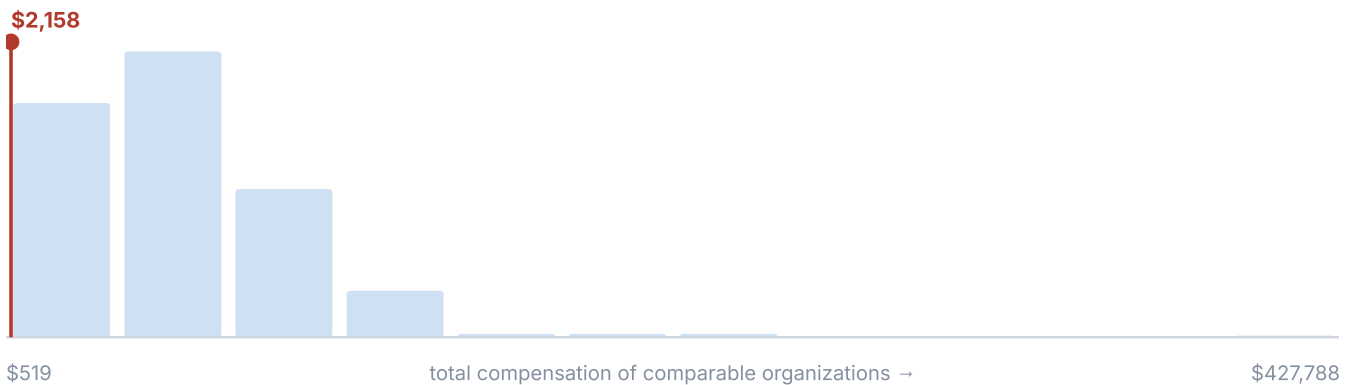 $2,158
$519 total compensation of comparable organizations → $427,788